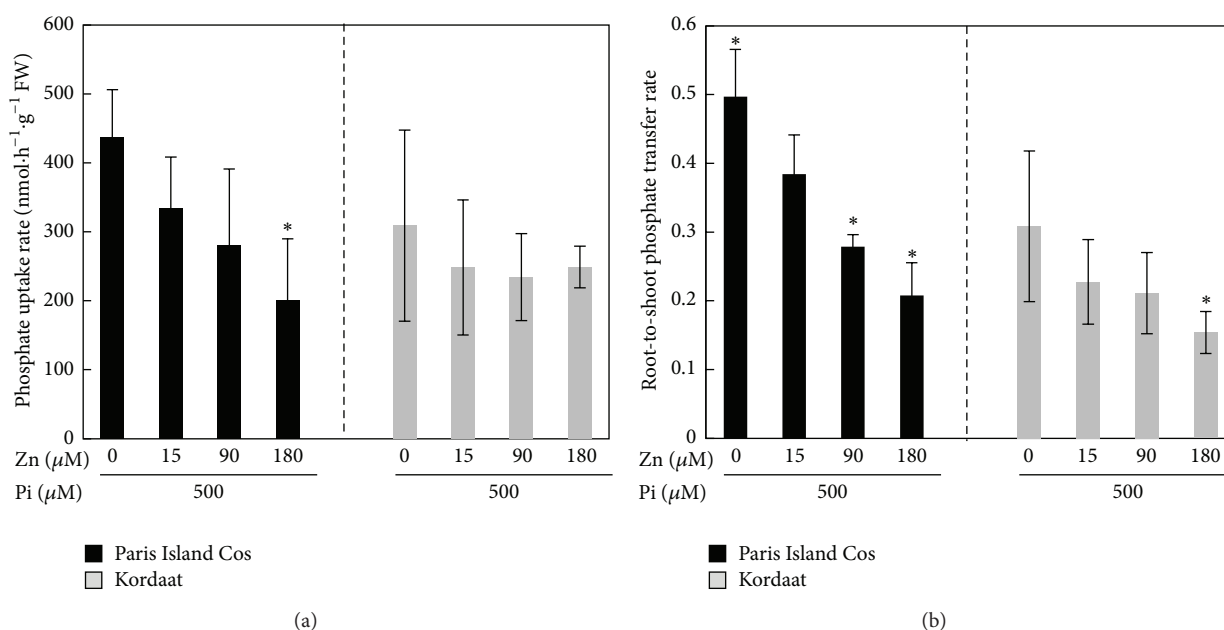 Phosphate uptake rate (nmol·h⁻¹·g⁻¹ FW)
600
500
400
300
200
100
0
*
Zn (μM) 0 15 90 180 0 15 90 180
Pi (μM) 500 500
Paris Island Cos
Kordaat
(a)
Root-to-shoot phosphate transfer rate
0.6
0.5
0.4
0.3
0.2
0.1
0
*
*
*
*
Zn (μM) 0 15 90 180 0 15 90 180
Pi (μM) 500 500
Paris Island Cos
Kordaat
(b)